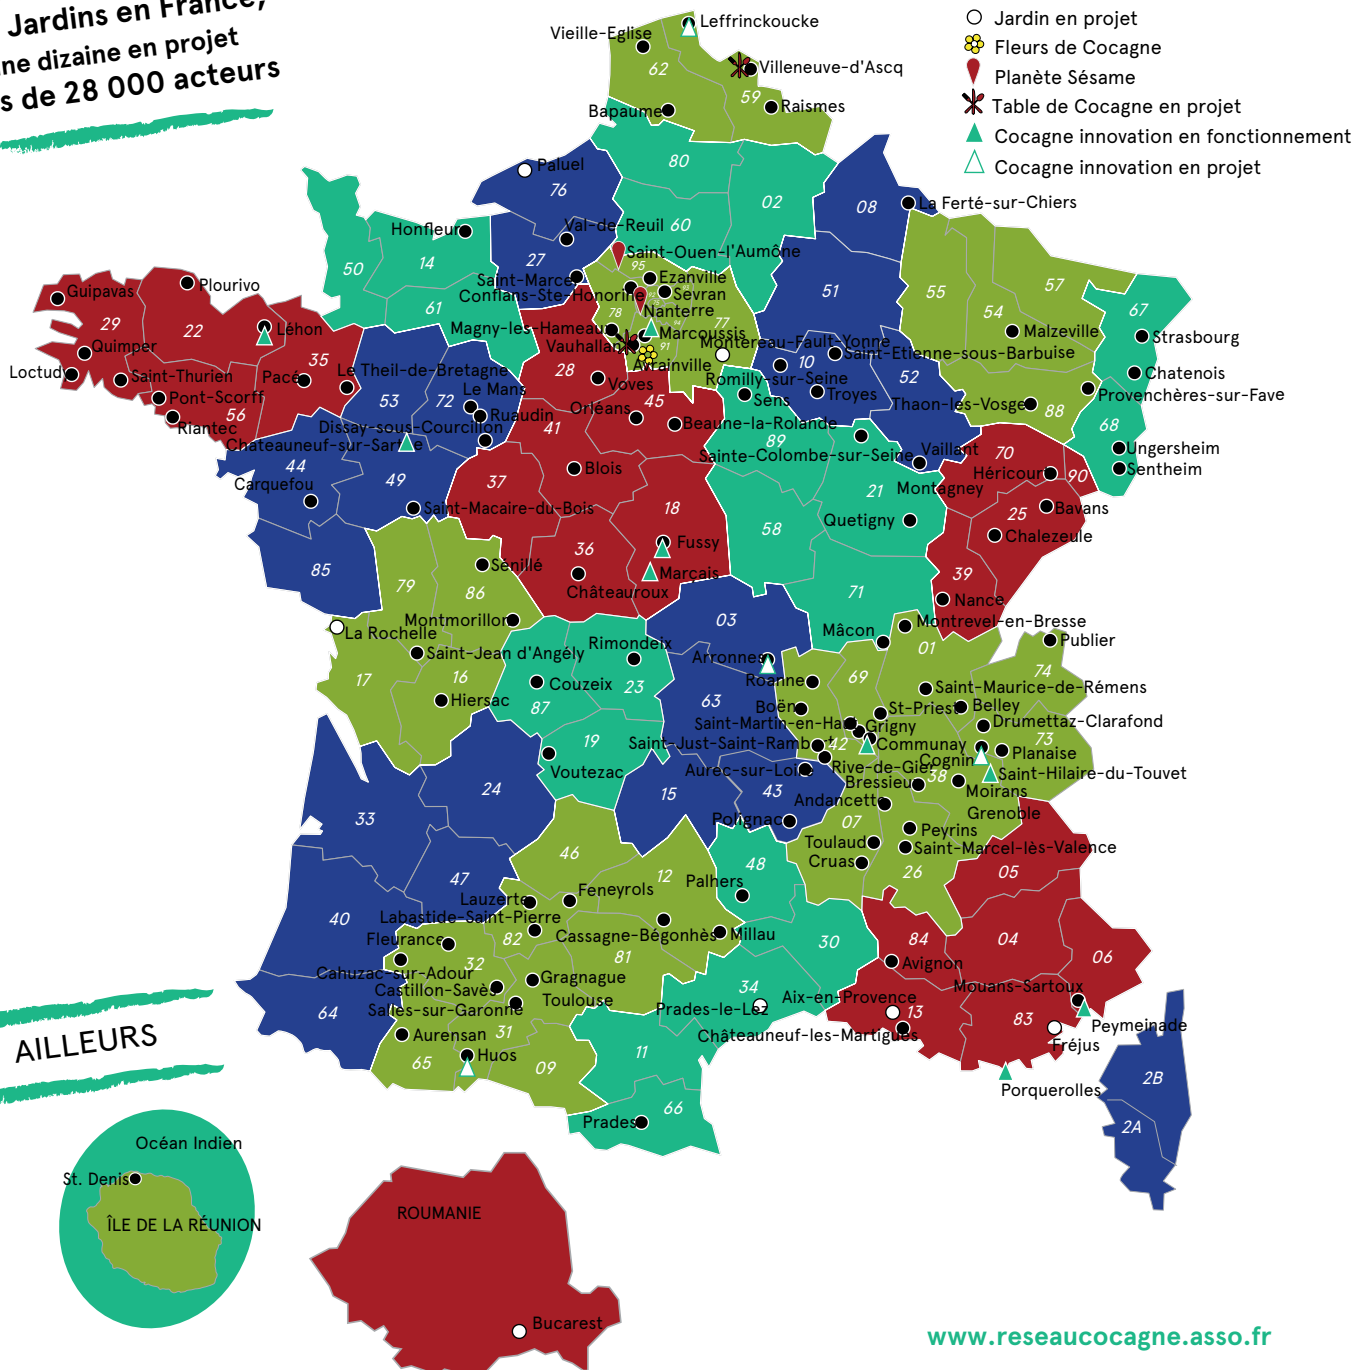 Jardins en France,
ne dizaine en projet
s de 28 000 acteurs
Jardin en projet
Fleurs de Cocagne
Planète Sésame
Table de Cocagne en projet
Cocagne innovation en fonctionnement
Cocagne innovation en projet
Leffrinckoucke
Vieille-Eglise
62
Villeneuve-d'Ascq
59
Bapaume
Raismes
80
Paluel
76
02
08
La Ferté-sur-Chiers
Honfleur
Val-de-Reuil
60
Saint-Ouen-l'Aumône
50
14
27
95
Saint-Marcel
Ezanville
Conflans-Ste-Honorine
Sevran
51
55
57
54
67
61
78
Nanterre
77
Magny-les-Hameaux
Marcoussis
Malzeville
Strasbourg
Vauhallan
91
Montereau-Fault-Yonne
Avrainville
Saint-Etienne-sous-Barbuise
10
Guipavas
Plourivo
29
22
Léhon
Quimper
35
Loctudy
Saint-Thurien
Pacé
Le Theil-de-Bretagne
28
Voves
Romilly-sur-Seine
52
Chatenois
Pont-Scorff
53
72
Le Mans
45
Sens
Troyes
Thaon-les-Vosges
88
Provenchères-sur-Fave
56
Riantec
Ruaudin
Orléans
Dissay-sous-Courcillon
41
Beaune-la-Rolande
89
68
Chateauneuf-sur-Sarthe
Sainte-Colombe-sur-Seine
Vaillant
70
Ungersheim
44
49
Blois
Héricourt
90
Sentheim
Carquefou
37
21
Montagney
Saint-Macaire-du-Bois
18
Quetigny
25
Bavans
58
Chalezeule
85
Sénillé
36
Fussy
79
86
Marçais
39
Châteauroux
71
Nance
Montmorillon
03
Mâcon
Montrevel-en-Bresse
La Rochelle
Rimondeix
01
Publier
Saint-Jean d'Angély
Arronnes
74
17
16
Couzeix
23
Roanne
69
Hiersac
87
63
Saint-Maurice-de-Rémens
Boën
St-Priest
Belley
Saint-Martin-en-Haut
Grigny
Drumettaz-Clarafond
19
Saint-Just-Saint-Rambert
42
Communay
73
Voutezac
Cognin
Planaise
Aurec-sur-Loire
Rive-de-Gier
Saint-Hilaire-du-Touvet
24
15
43
Bressieu
38
Moirans
Andancette
Grenoble
33
Polignac
07
Peyrins
Toulaud
Saint-Marcel-lès-Valence
46
48
Cruas
26
05
47
12
Palhers
Lauzerte
Feneyrols
40
Labastide-Saint-Pierre
Fleurance
82
Cassagne-Bégonhès
Millau
30
84
04
06
32
81
Avignon
Cahuzac-sur-Adour
Gragnague
Castillon-Savès
34
Mouans-Sartoux
Toulouse
Aix-en-Provence
Salles-sur-Garonne
Prades-le-Lez
64
13
83
Aurensan
31
Châteauneuf-les-Martigues
Peymeinade
Huos
Fréjus
65
09
11
Porquerolles
2B
66
Prades
2A
AILLEURS
Océan Indien
St. Denis
ÎLE DE LA RÉUNION
ROUMANIE
Bucarest
www.reseaucocagne.asso.fr